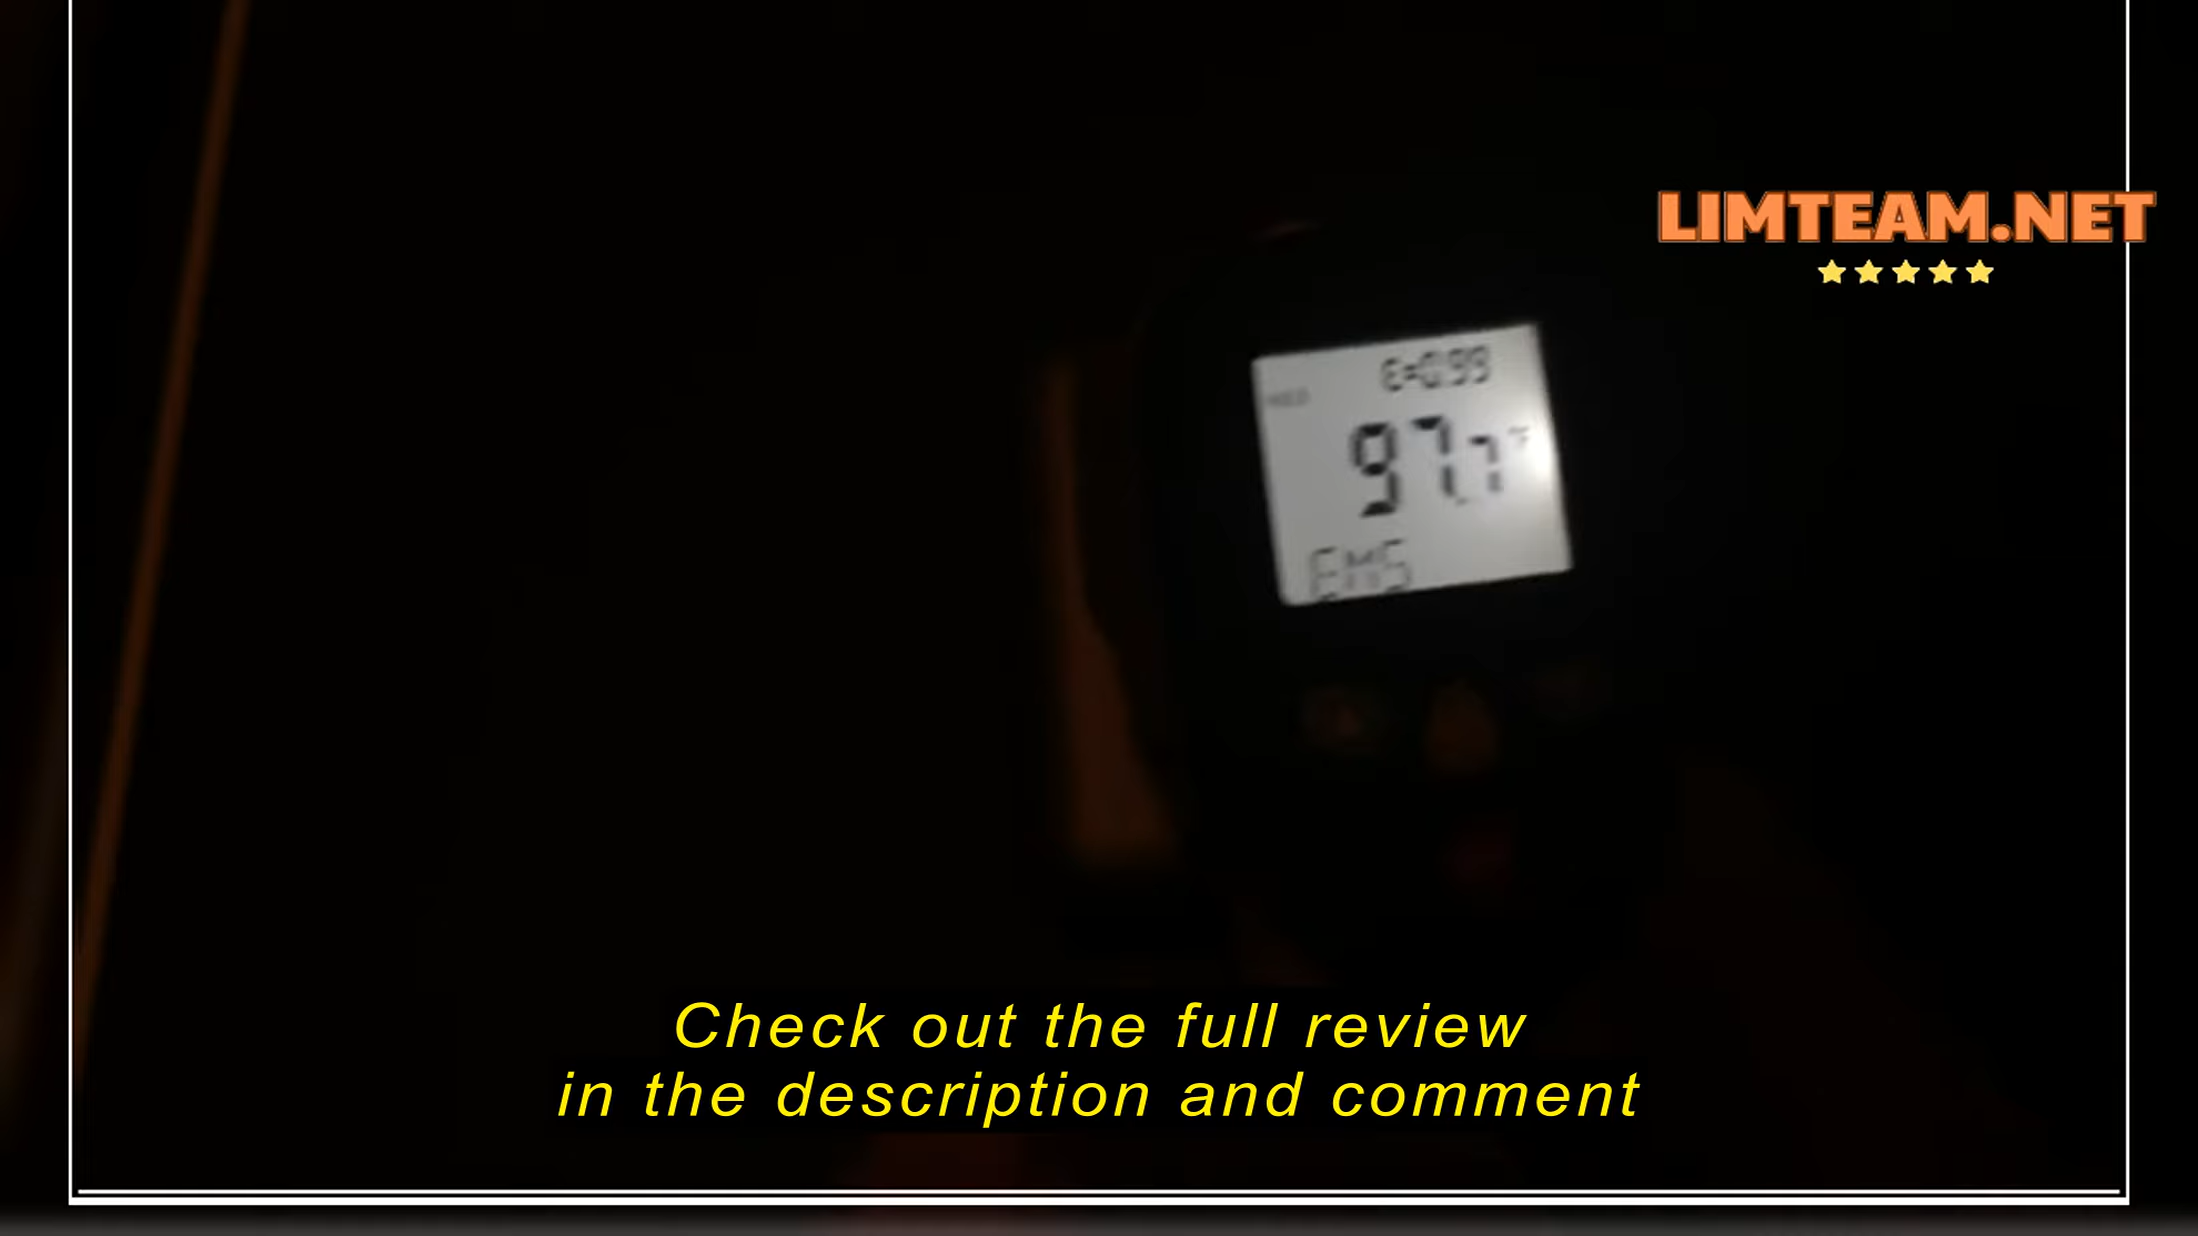 LIMTEAM.NET
ε=0.99
97.7°F
EMS
Check out the full review
in the description and comment